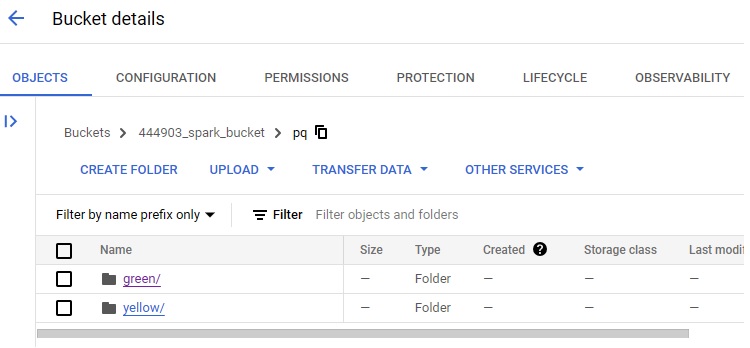 Bucket details
OBJECTS CONFIGURATION PERMISSIONS PROTECTION LIFECYCLE OBSERVABILITY
Buckets > 444903_spark_bucket > pq
CREATE FOLDER UPLOAD TRANSFER DATA OTHER SERVICES
Filter by name prefix only Filter Filter objects and folders
Name Size Type Created ? Storage class Last modif
green/ — Folder — — —
yellow/ — Folder — — —